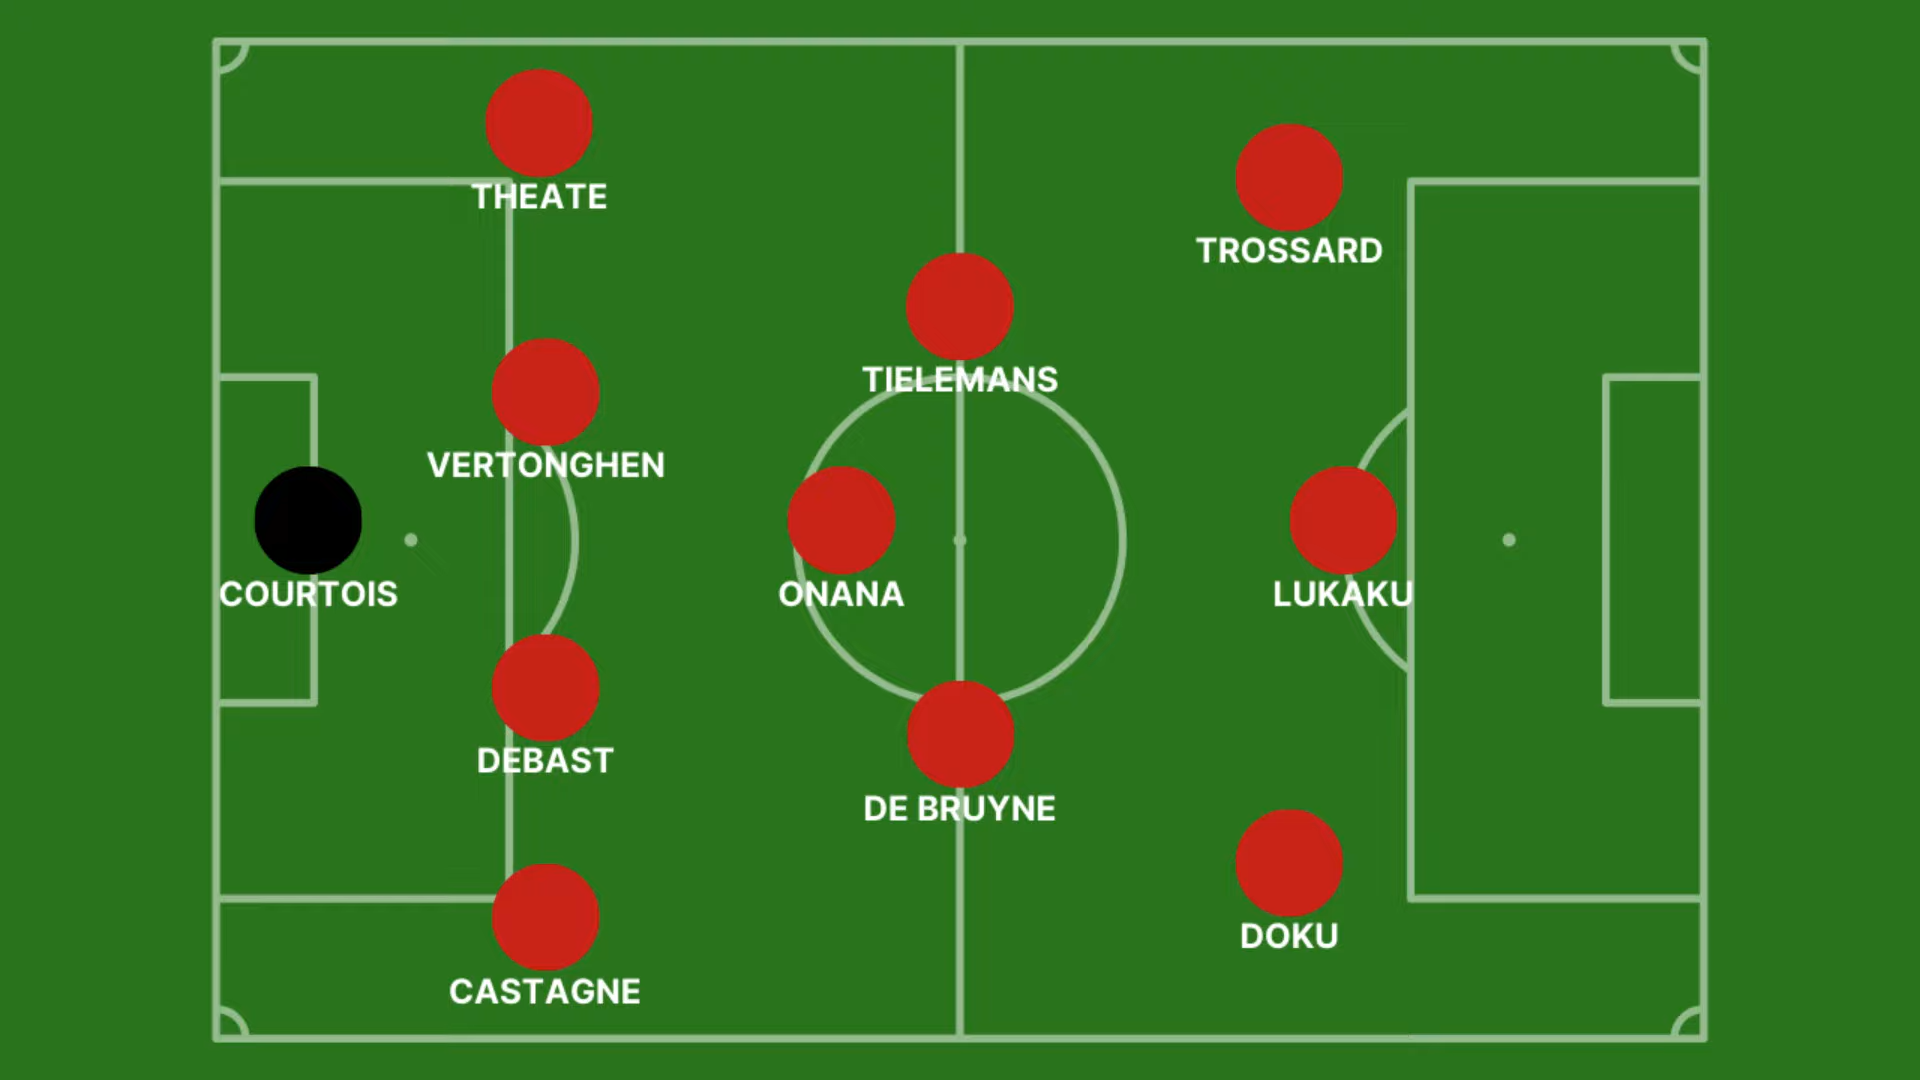 THEATE
TROSSARD
TIELEMANS
VERTONGHEN
COURTOIS
ONANA
LUKAKU
DEBAST
DE BRUYNE
DOKU
CASTAGNE